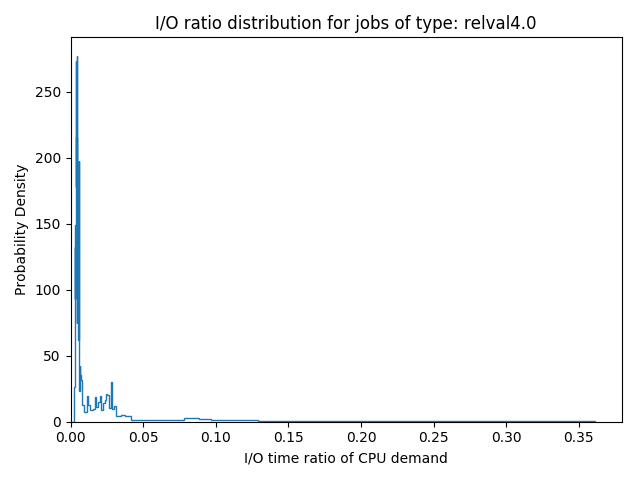 I/O ratio distribution for jobs of type: relval4.0
Probability Density
250
200
150
100
50
0
0.00 0.05 0.10 0.15 0.20 0.25 0.30 0.35
I/O time ratio of CPU demand